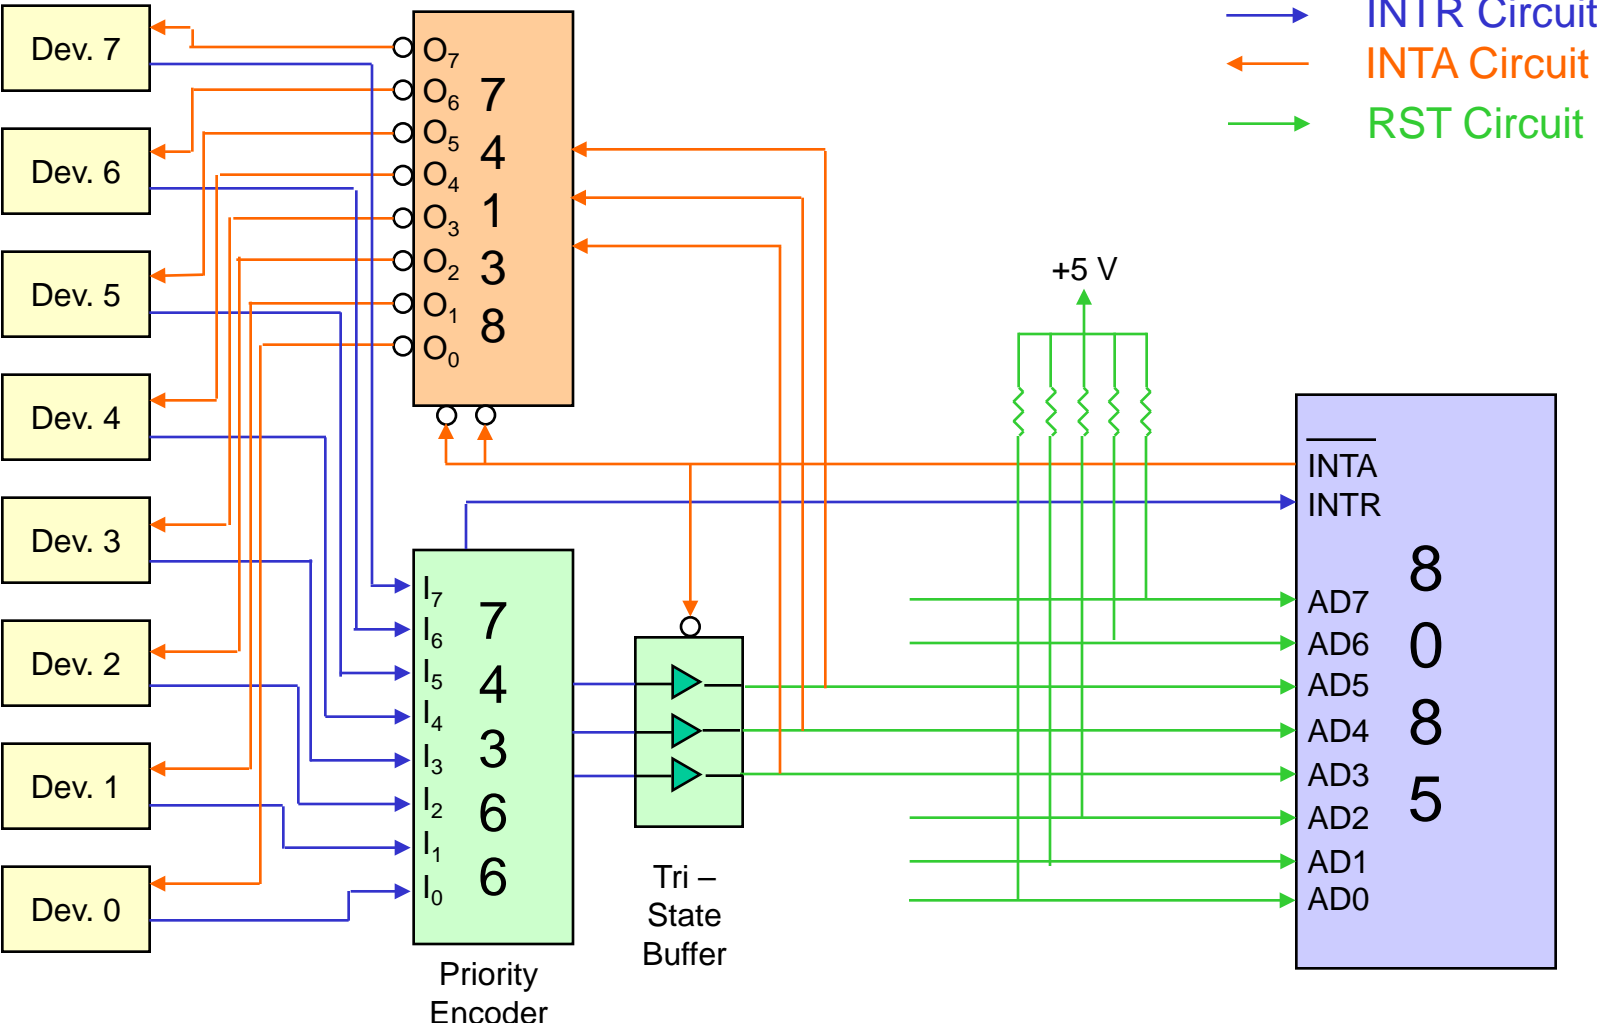 INTR Circuit
INTA Circuit
RST Circuit
Dev. 7
Dev. 6
Dev. 5
Dev. 4
Dev. 3
Dev. 2
Dev. 1
Dev. 0
O7
O6
O5
O4
O3
O2
O1
O0
7
4
1
3
8
I7
I6
I5
I4
I3
I2
I1
I0
7
4
3
6
6
Priority
Encoder
Tri –
State
Buffer
+5 V
INTA
INTR
AD7
AD6
AD5
AD4
AD3
AD2
AD1
AD0
8
0
8
5